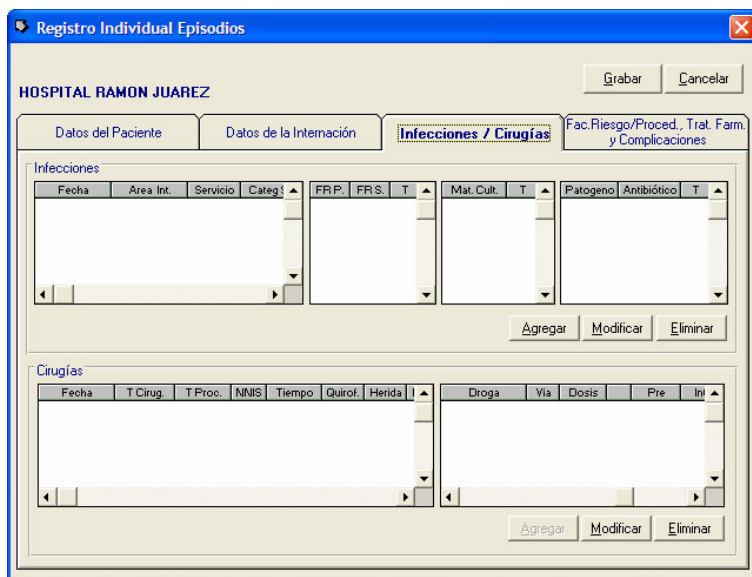 Registro Individual Episodios
Grabar Cancelar
HOSPITAL RAMON JUAREZ
Datos del Paciente Datos de la Internación Infecciones / Cirugías Fac.Riesgo/Proced., Trat. Farm. y Complicaciones
Infecciones
Fecha Area Int. Servicio Categ FR P. FR S. T Mat. Cult. T Patogeno Antibiótico T
Agregar Modificar Eliminar
Cirugías
Fecha T Cirug. T Proc. NNIS Tiempo Quirof. Herida Droga Via Dosis Pre
Agregar Modificar Eliminar